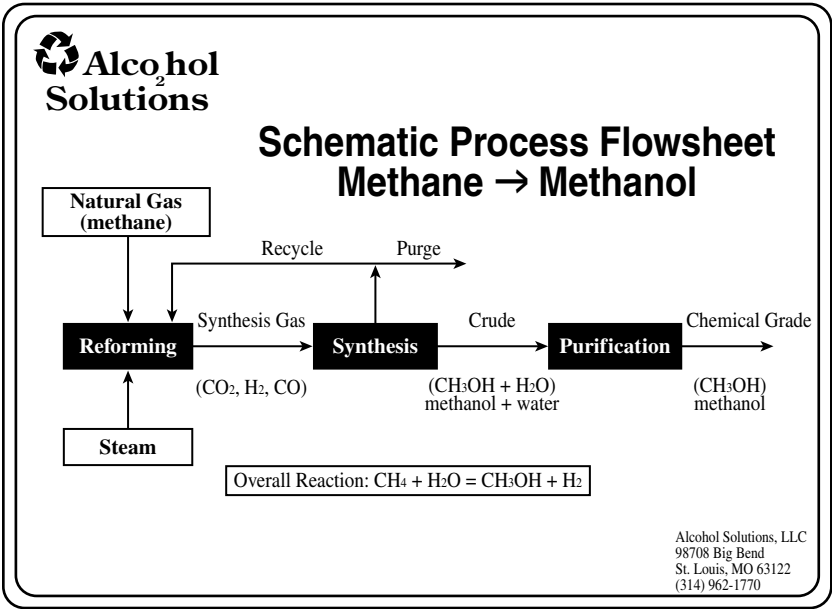 Alco2hol
Solutions
Schematic Process Flowsheet
Methane → Methanol
Natural Gas
(methane)
Recycle
Purge
Synthesis Gas
Crude
Chemical Grade
Reforming
Synthesis
Purification
(CO2, H2, CO)
(CH3OH + H2O)
methanol + water
(CH3OH)
methanol
Steam
Overall Reaction: CH4 + H2O = CH3OH + H2
Alcohol Solutions, LLC
98708 Big Bend
St. Louis, MO 63122
(314) 962-1770